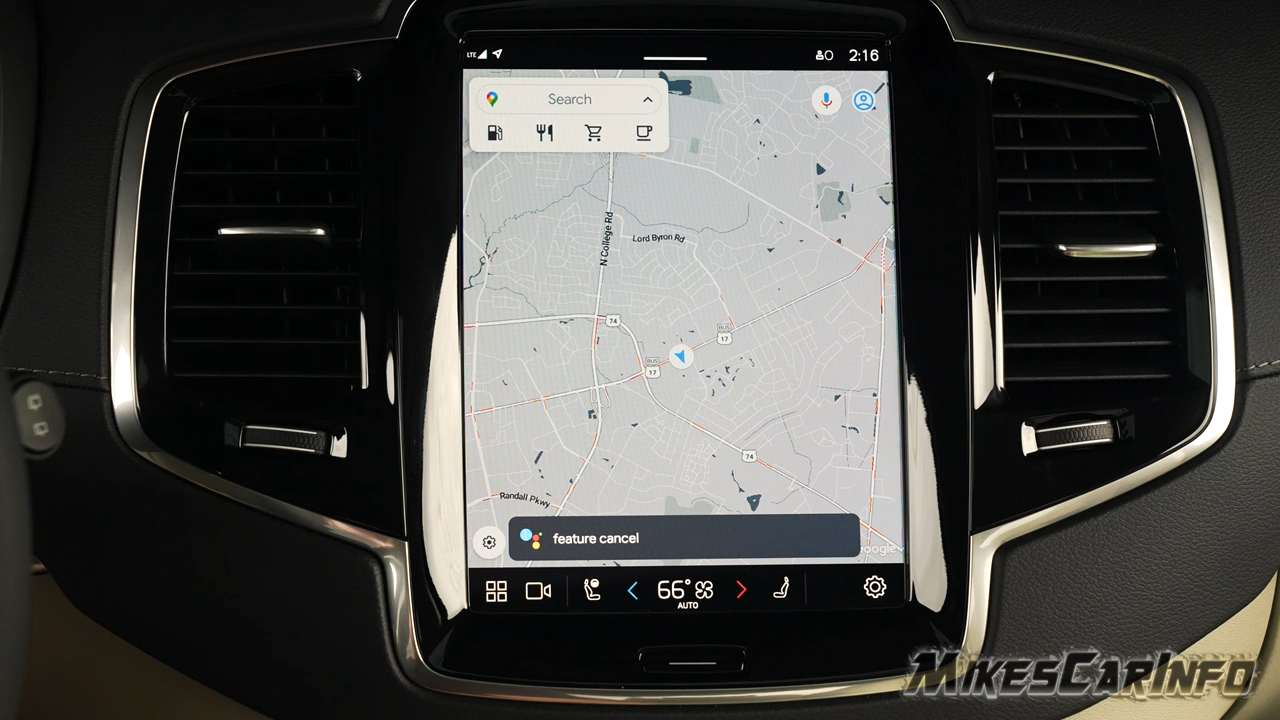 LTE
2:16
Search
N College Rd
Lord Byron Rd
74
BUS
17
BUS
17
74
Randall Pkwy
feature cancel
66°
AUTO
MikesCarInfo